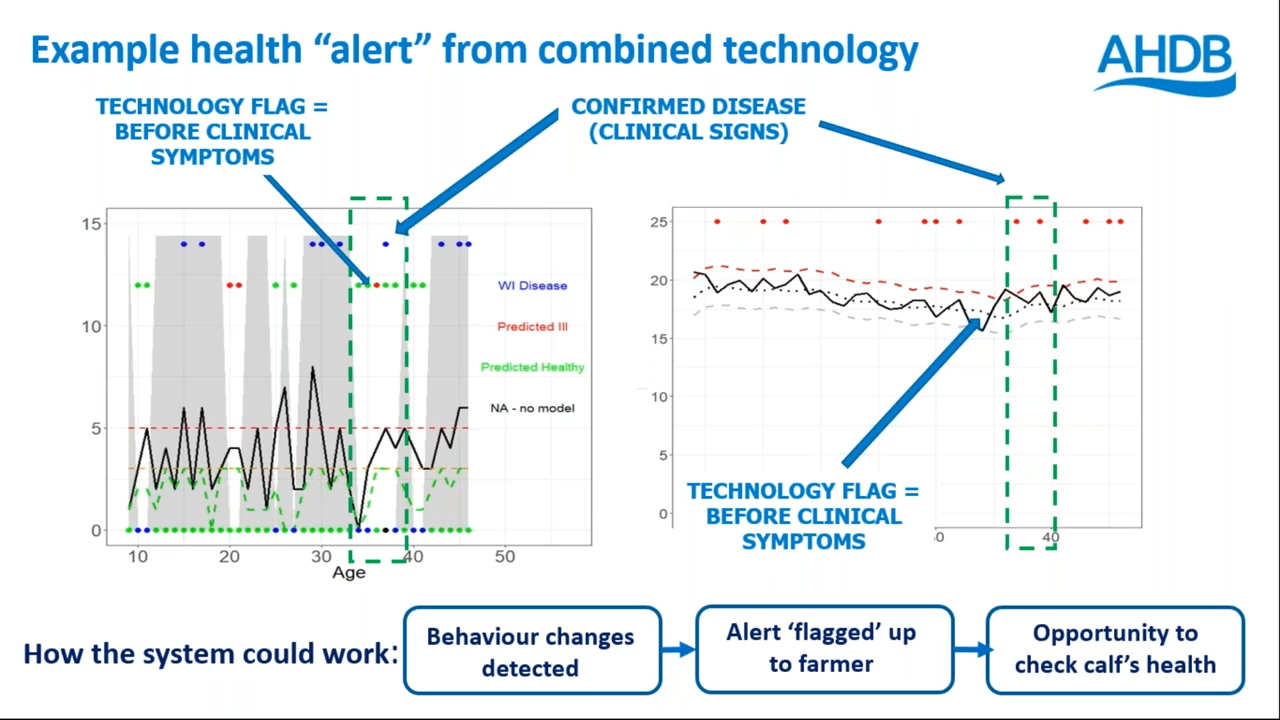 Example health “alert” from combined technology
AHDB
TECHNOLOGY FLAG =
BEFORE CLINICAL
SYMPTOMS
CONFIRMED DISEASE
(CLINICAL SIGNS)
15
10
5
0
10
20
30
40
50
Age
WI Disease
Predicted Ill
Predicted Healthy
NA - no model
25
20
15
10
5
0
40
TECHNOLOGY FLAG =
BEFORE CLINICAL
SYMPTOMS
How the system could work:
Behaviour changes
detected
Alert ‘flagged’ up
to farmer
Opportunity to
check calf’s health